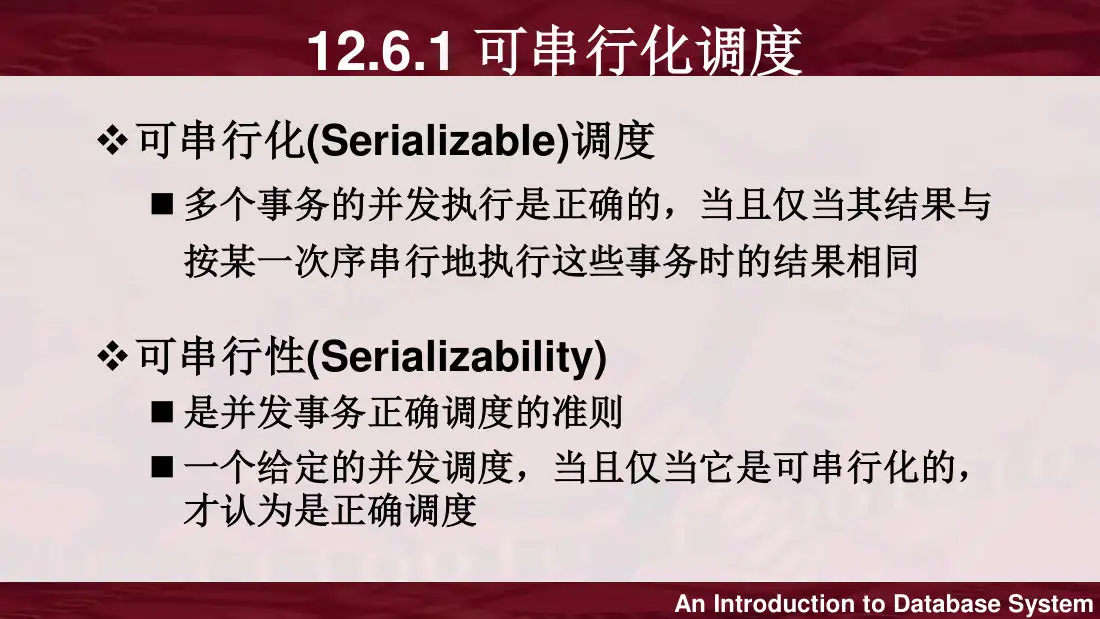 12.6.1 可串行化调度
❖可串行化(Serializable)调度
■ 多个事务的并发执行是正确的，当且仅当其结果与
按某一次序串行地执行这些事务时的结果相同
❖可串行性(Serializability)
■ 是并发事务正确调度的准则
■ 一个给定的并发调度，当且仅当它是可串行化的，
才认为是正确调度
An Introduction to Database System